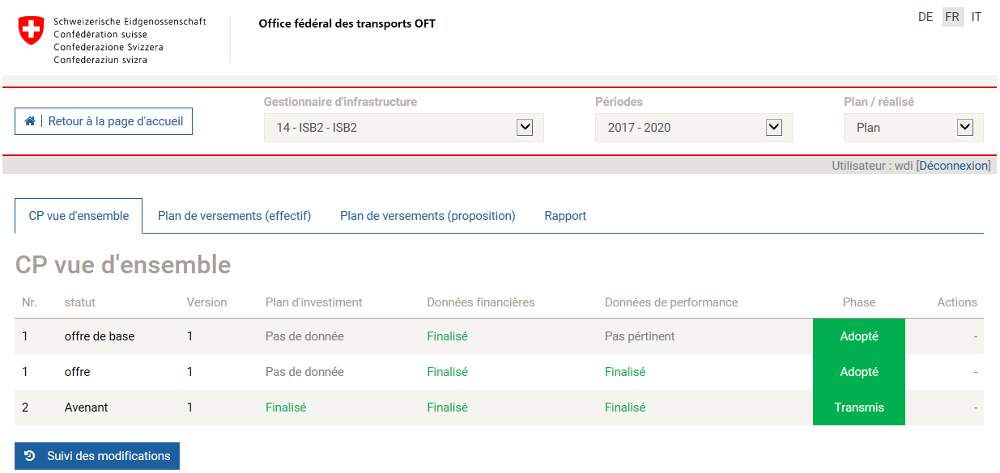 Schweizerische Eidgenossenschaft
Confédération suisse
Confederazione Svizzera
Confederaziun svizra
Office fédéral des transports OFT
DE FR IT
Retour à la page d'accueil
Gestionnaire d'infrastructure
14 - ISB2 - ISB2
Périodes
2017 - 2020
Plan / réalisé
Plan
Utilisateur : wdi [Déconnexion]
CP vue d'ensemble Plan de versements (effectif) Plan de versements (proposition) Rapport
CP vue d'ensemble
Nr. statut Version Plan d'investiment Données financières Données de performance Phase Actions
1 offre de base 1 Pas de donnée Finalisé Pas pértinent Adopté -
1 offre 1 Pas de donnée Finalisé Finalisé Adopté -
2 Avenant 1 Finalisé Finalisé Finalisé Transmis -
Suivi des modifications